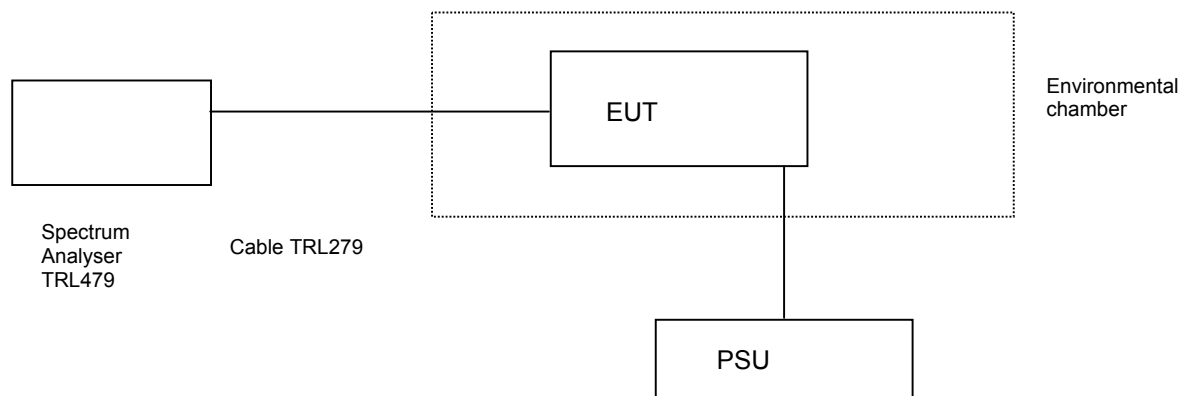 EUT
Environmental
chamber
Spectrum
Analyser
TRL479
Cable TRL279
PSU